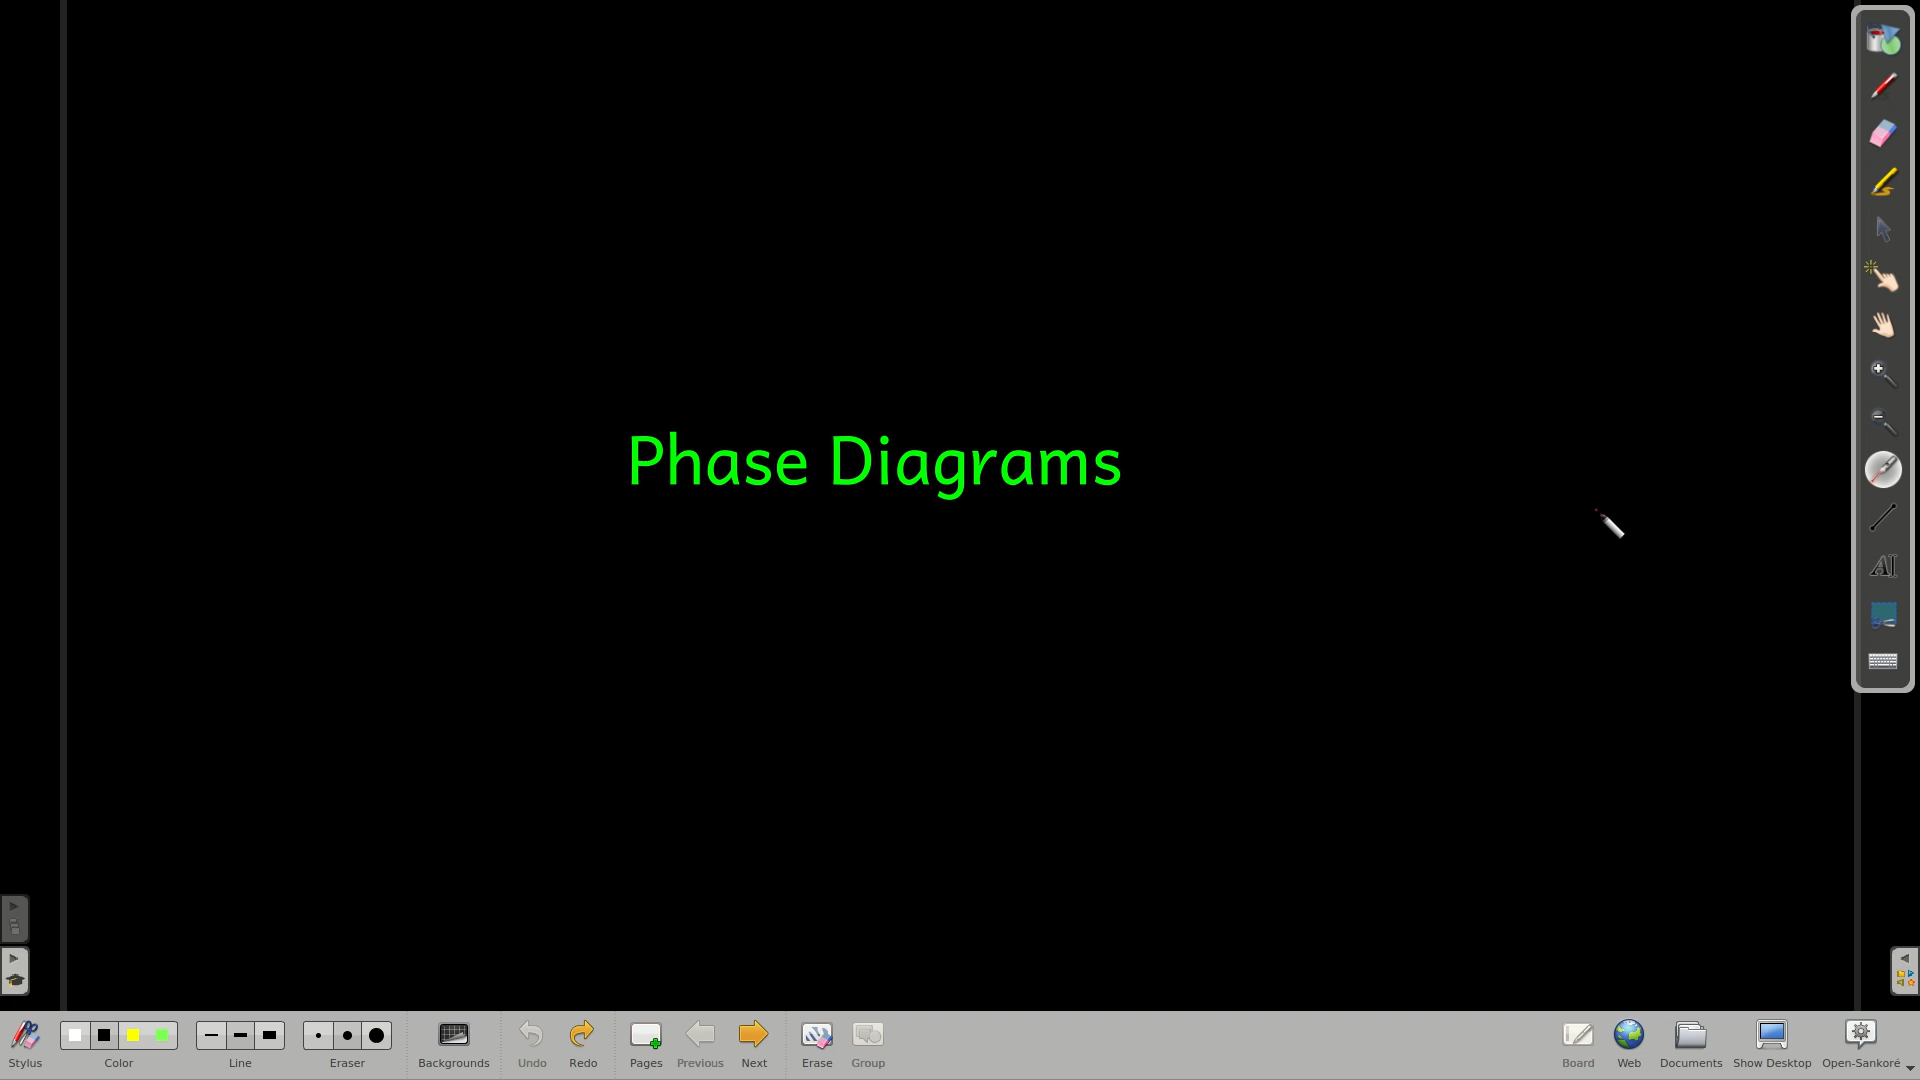 Phase Diagrams
Stylus
Color
Line
Eraser
Backgrounds
Undo
Redo
Pages
Previous
Next
Erase
Group
Board
Web
Documents
Show Desktop
Open-Sankoré